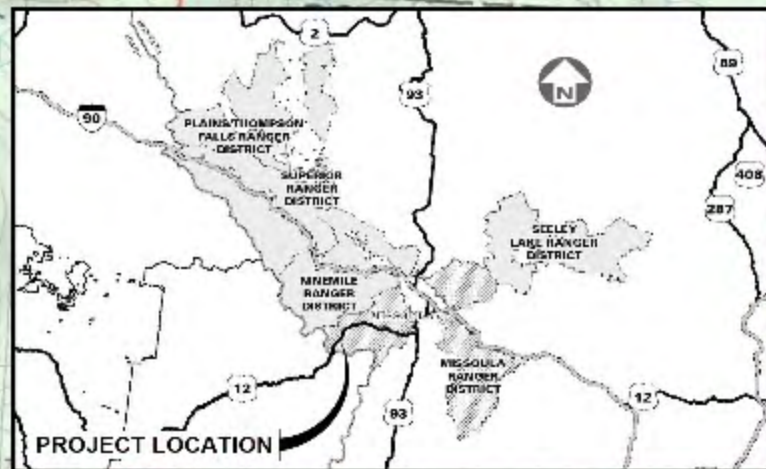 2
93
89
N
90
PLAINS/THOMPSON
FALLS RANGER
DISTRICT
408
SUPERIOR
RANGER
DISTRICT
287
SEELEY
LAKE RANGER
DISTRICT
NINEMILE
RANGER
DISTRICT
MISSOULA
RANGER
DISTRICT
12
12
93
PROJECT LOCATION